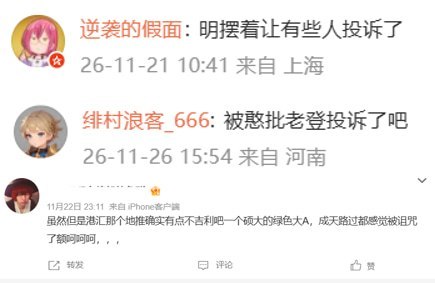 逆袭的假面：明摆着让有些人投诉了
26-11-21 10:41 来自 上海
绯村浪客_666：被憨批老登投诉了吧
26-11-26 15:54 来自 河南
11月22日 23:11 来自 iPhone客户端
虽然但是港汇那个地推确实有点不吉利吧一个硕大的绿色大A，成天路过都感觉被诅咒
了额呵呵呵，，，
转发 评论 赞